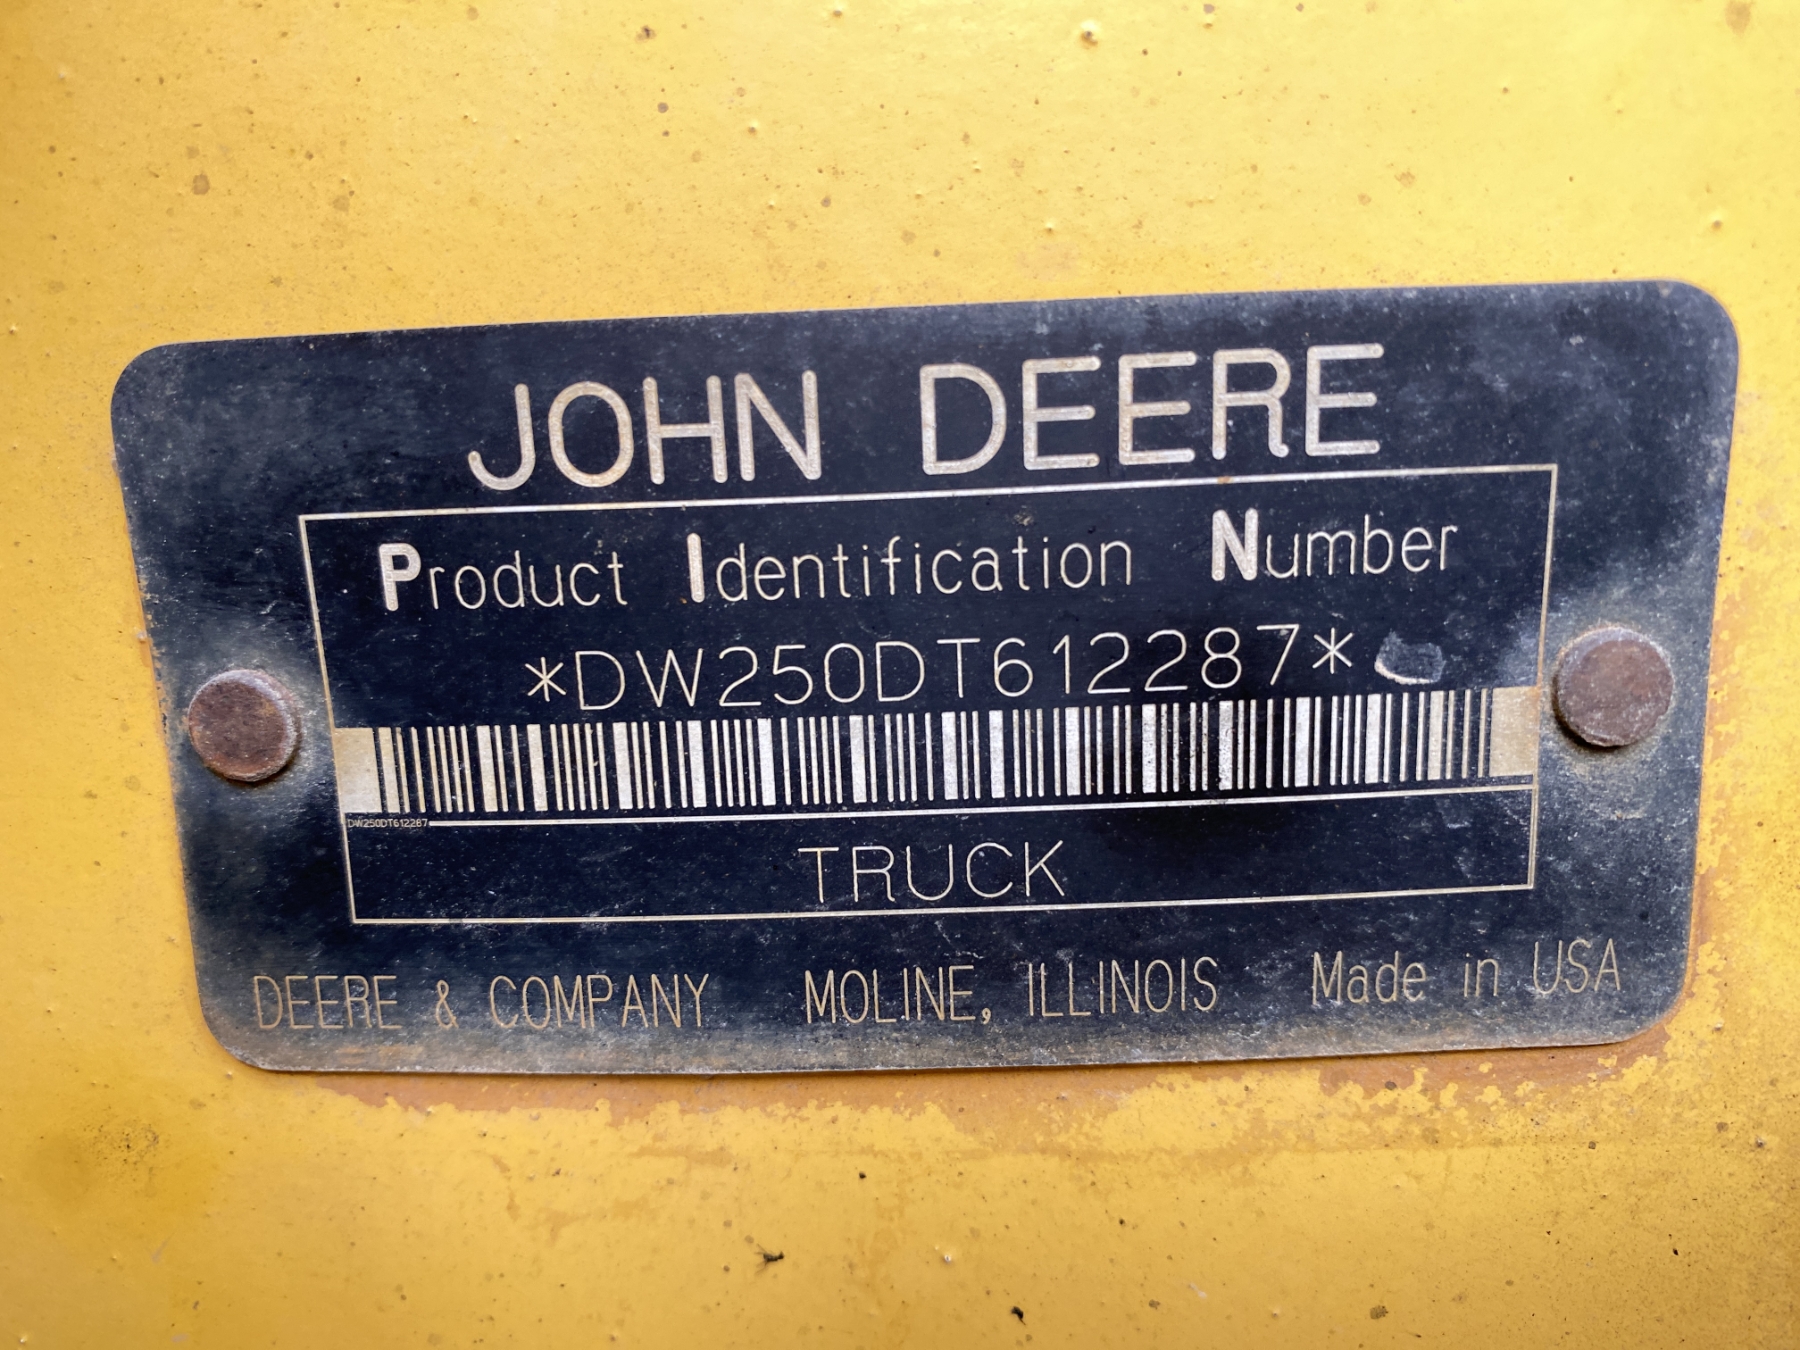 JOHN DEERE
Product Identification Number
*DW250DT612287*
DW250DT612287
TRUCK
DEERE & COMPANY MOLINE, ILLINOIS Made in USA